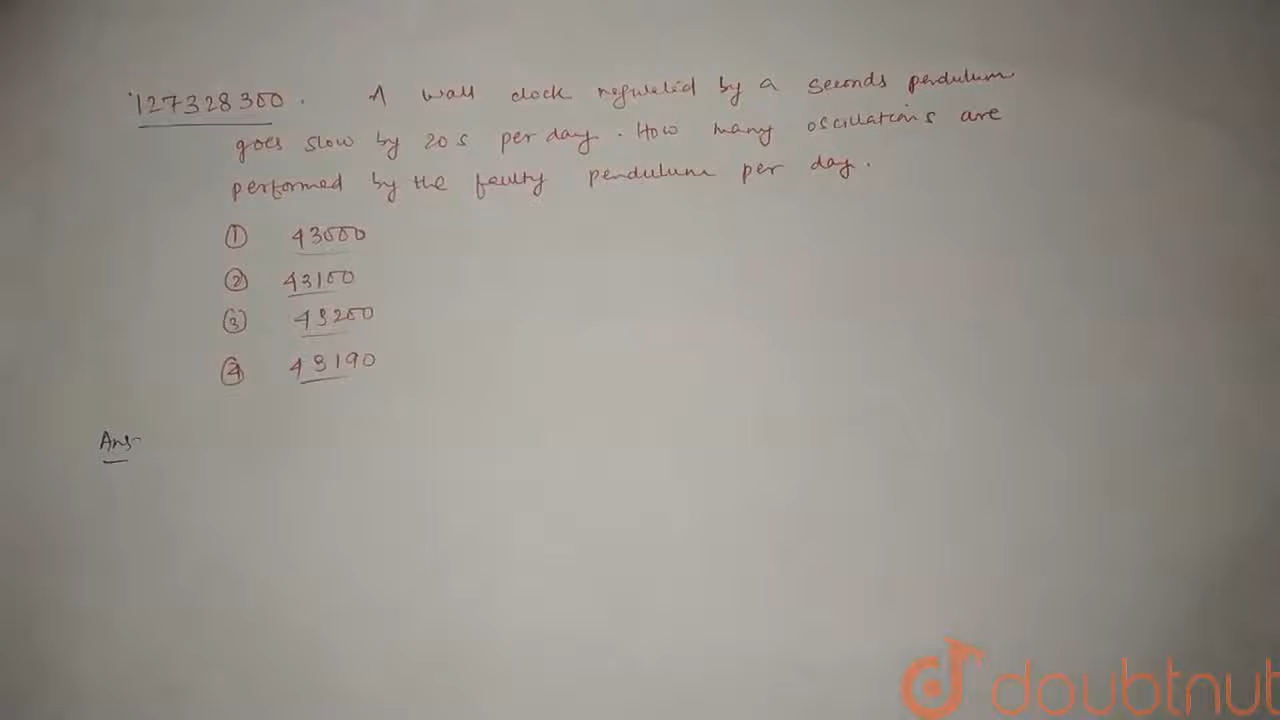 127328300. A wall clock regulated by a seconds pendulum
goes slow by 20s per day. How many oscillations are
performed by the faulty pendulum per day.
① 43000
② 43100
③ 43200
④ 43190
Ans-
doubtnut